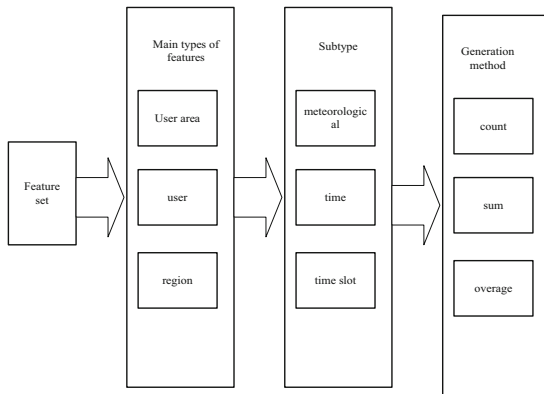 Feature
set
Main types of
features
User area
user
region
Subtype
meteorologic
al
time
time slot
Generation
method
count
sum
overage